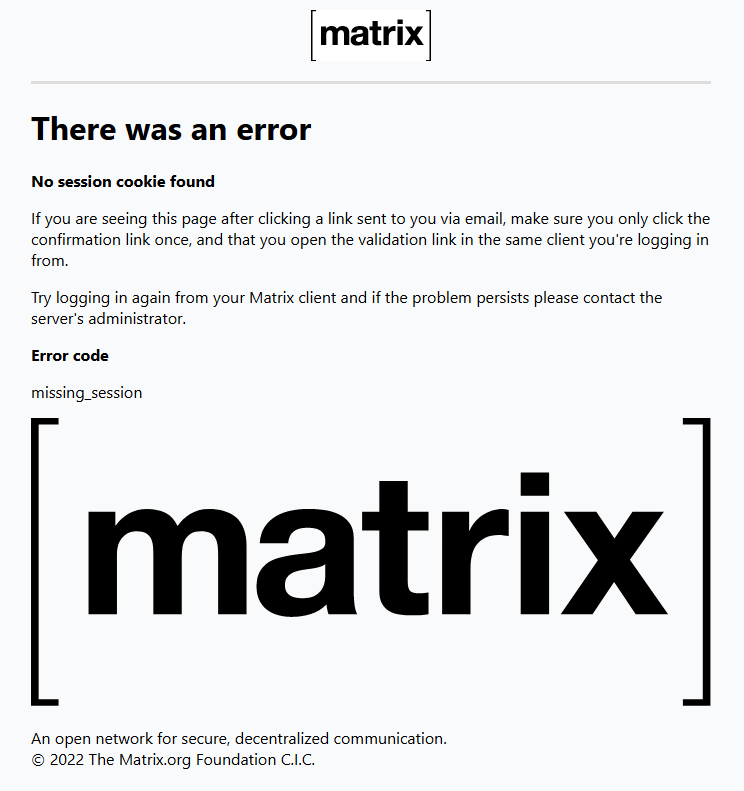 [matrix]
There was an error
No session cookie found
If you are seeing this page after clicking a link sent to you via email, make sure you only click the
confirmation link once, and that you open the validation link in the same client you're logging in
from.
Try logging in again from your Matrix client and if the problem persists please contact the
server's administrator.
Error code
missing_session
[matrix]
An open network for secure, decentralized communication.
© 2022 The Matrix.org Foundation C.I.C.